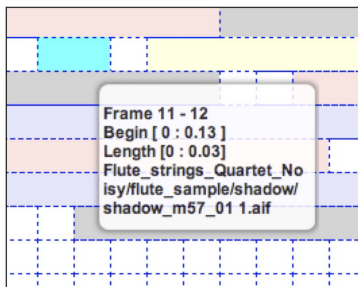 Frame 11 - 12
Begin [ 0 : 0.13 ]
Length [0 : 0.03]
Flute_strings_Quartet_No
isy/flute_sample/shadow/
shadow_m57_01 1.aif